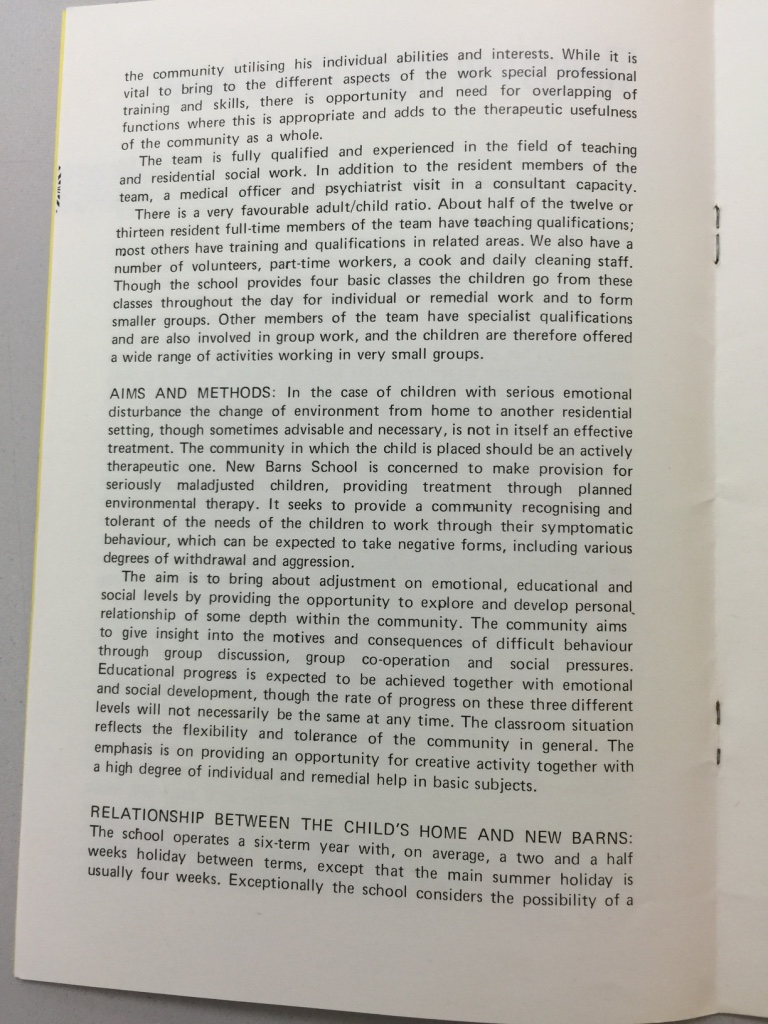 the community utilising his individual abilities and interests. While it is
vital to bring to the different aspects of the work special professional
training and skills, there is opportunity and need for overlapping of
functions where this is appropriate and adds to the therapeutic usefulness
of the community as a whole.
The team is fully qualified and experienced in the field of teaching
and residential social work. In addition to the resident members of the
team, a medical officer and psychiatrist visit in a consultant capacity.
There is a very favourable adult/child ratio. About half of the twelve or
thirteen resident full-time members of the team have teaching qualifications;
most others have training and qualifications in related areas. We also have a
number of volunteers, part-time workers, a cook and daily cleaning staff.
Though the school provides four basic classes the children go from these
classes throughout the day for individual or remedial work and to form
smaller groups. Other members of the team have specialist qualifications
and are also involved in group work, and the children are therefore offered
a wide range of activities working in very small groups.
AIMS AND METHODS: In the case of children with serious emotional
disturbance the change of environment from home to another residential
setting, though sometimes advisable and necessary, is not in itself an effective
treatment. The community in which the child is placed should be an actively
therapeutic one. New Barns School is concerned to make provision for
seriously maladjusted children, providing treatment through planned
environmental therapy. It seeks to provide a community recognising and
tolerant of the needs of the children to work through their symptomatic
behaviour, which can be expected to take negative forms, including various
degrees of withdrawal and aggression.
The aim is to bring about adjustment on emotional, educational and
social levels by providing the opportunity to explore and develop personal
relationship of some depth within the community. The community aims
to give insight into the motives and consequences of difficult behaviour
through group discussion, group co-operation and social pressures.
Educational progress is expected to be achieved together with emotional
and social development, though the rate of progress on these three different
levels will not necessarily be the same at any time. The classroom situation
reflects the flexibility and tolerance of the community in general. The
emphasis is on providing an opportunity for creative activity together with
a high degree of individual and remedial help in basic subjects.
RELATIONSHIP BETWEEN THE CHILD'S HOME AND NEW BARNS:
The school operates a six-term year with, on average, a two and a half
weeks holiday between terms, except that the main summer holiday is
usually four weeks. Exceptionally the school considers the possibility of a